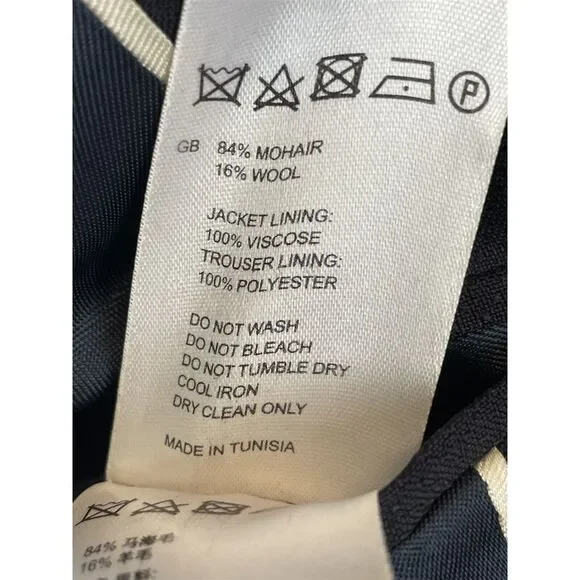 P
GB 84% MOHAIR
16% WOOL
JACKET LINING:
100% VISCOSE
TROUSER LINING:
100% POLYESTER
DO NOT WASH
DO NOT BLEACH
DO NOT TUMBLE DRY
COOL IRON
DRY CLEAN ONLY
MADE IN TUNISIA
84% 马海毛
16% 羊毛